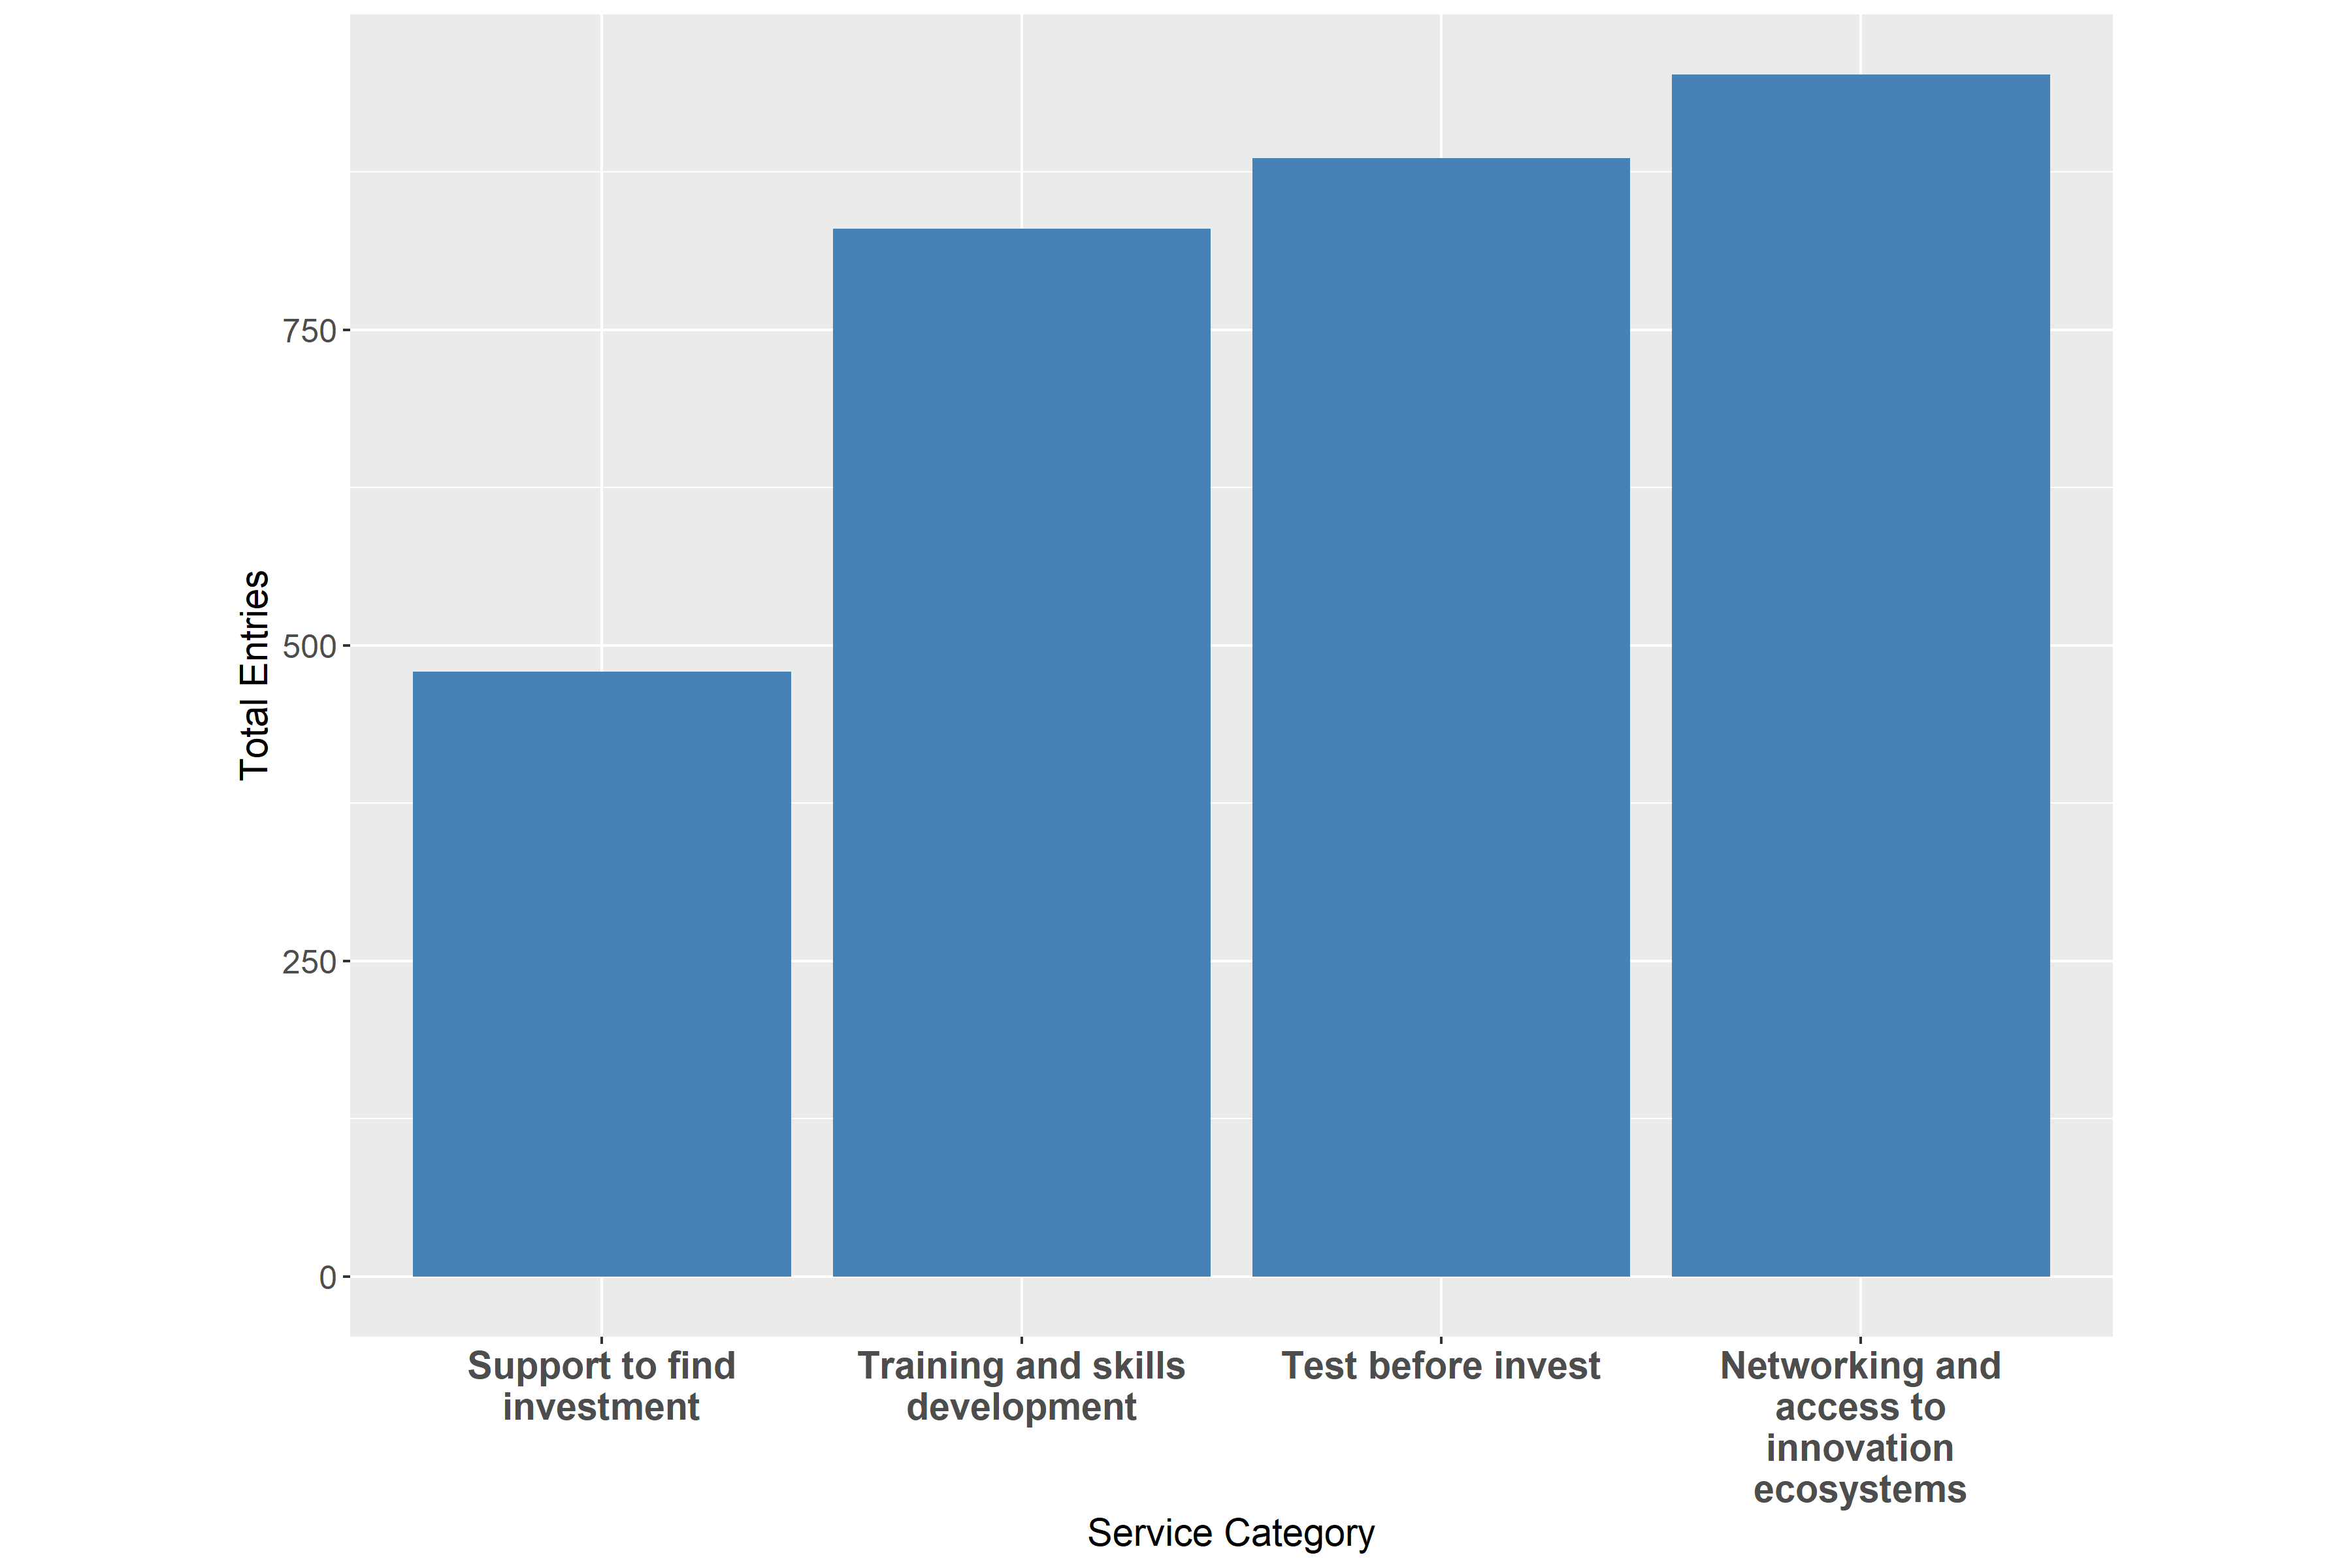 Total Entries
750
500
250
0
Support to find
investment
Training and skills
development
Test before invest
Networking and
access to
innovation
ecosystems
Service Category